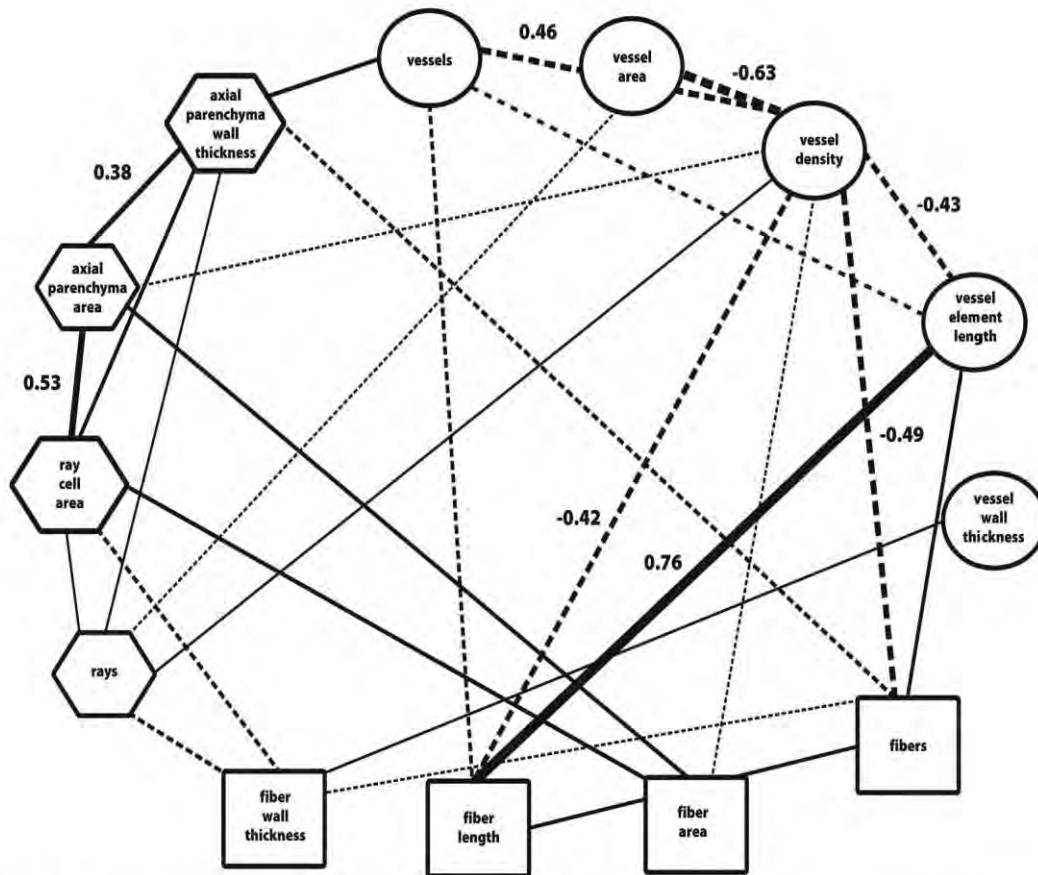 0.46
vessels
vessel
area
-0.63
axial
parenchyma
wall
thickness
vessel
density
0.38
-0.43
axial
parenchyma
area
vessel
element
length
0.53
-0.49
ray
cell
area
vessel
wall
thickness
-0.42
0.76
rays
fibers
fiber
wall
thickness
fiber
length
fiber
area